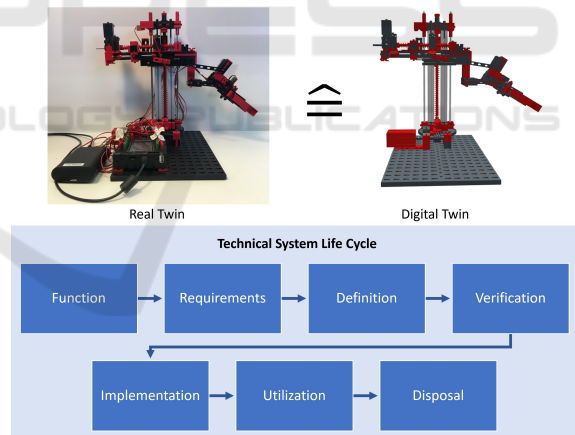 Real Twin
Digital Twin
Technical System Life Cycle
Function
Requirements
Definition
Verification
Implementation
Utilization
Disposal